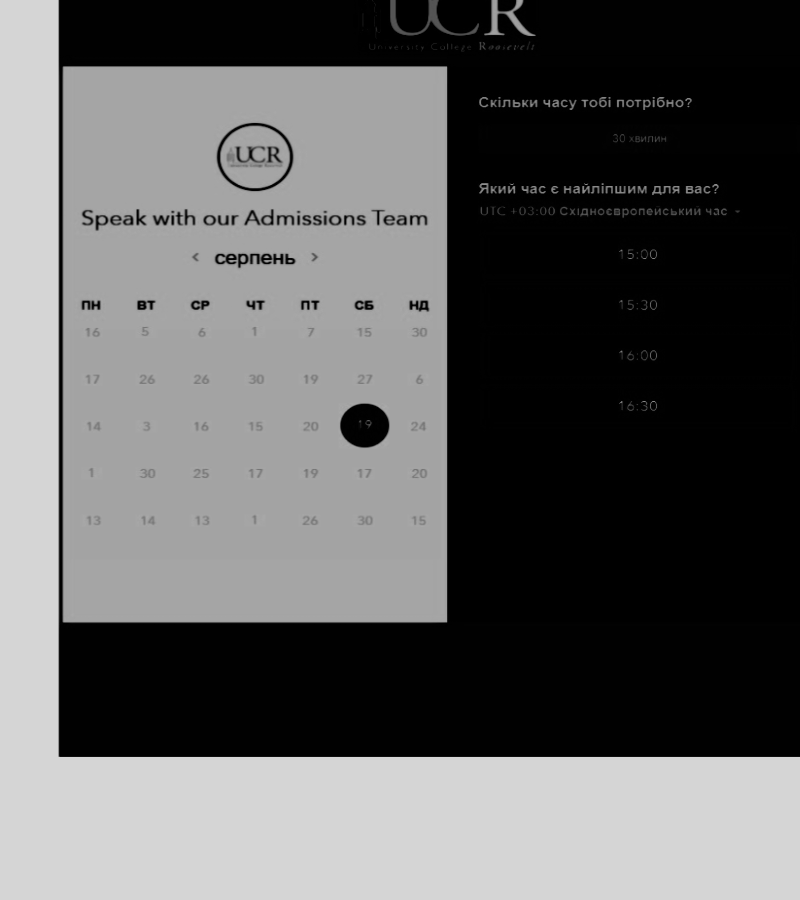 UCR
University College Roosevelt
UCR
Speak with our Admissions Team
серпень
ПН ВТ СР ЧТ ПТ СБ НД
16 5 6 1 7 15 30
17 26 26 30 19 27 6
14 3 16 15 20 19 24
1 30 25 17 19 17 20
13 14 13 1 26 30 15
Скільки часу тобі потрібно?
30 хвилин
Який час є найліпшим для вас?
UTC +03:00 Східноєвропейський час
15:00
15:30
16:00
16:30